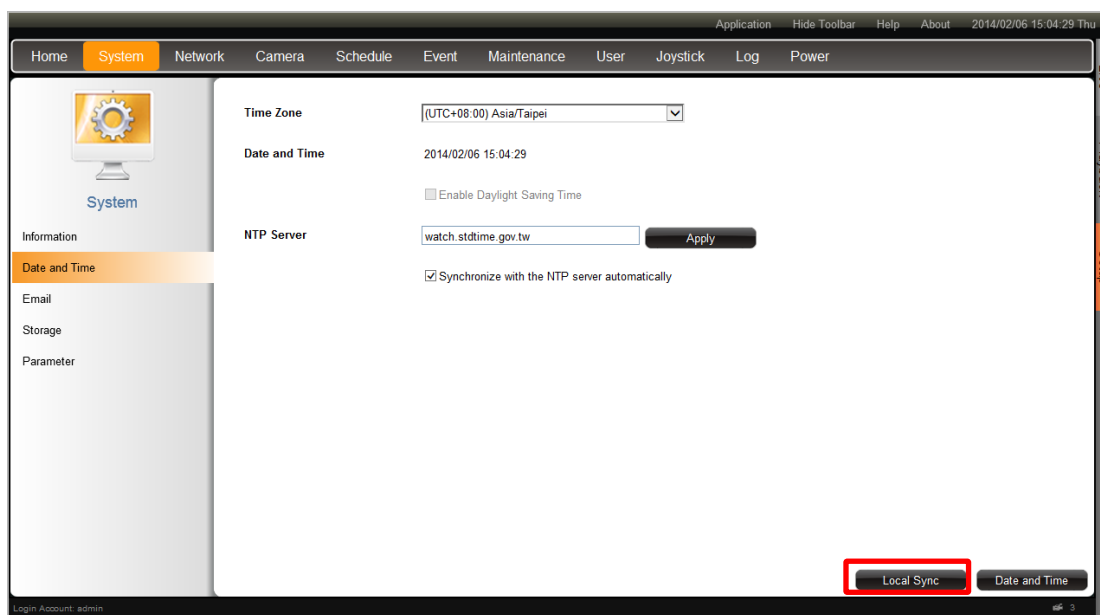 Application Hide Toolbar Help About 2014/02/06 15:04:29 Thu
Home System Network Camera Schedule Event Maintenance User Joystick Log Power
System
Information
Date and Time
Email
Storage
Parameter
Time Zone (UTC+08:00) Asia/Taipei
Date and Time 2014/02/06 15:04:29
Enable Daylight Saving Time
NTP Server watch.stdtime.gov.tw Apply
Synchronize with the NTP server automatically
Local Sync Date and Time
Login Account: admin 3